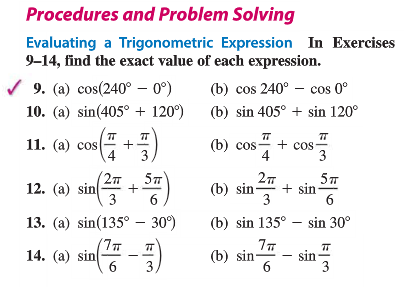 Procedures and Problem Solving
Evaluating a Trigonometric Expression In Exercises
9–14, find the exact value of each expression.
✓ 9. (a) cos(240° − 0°) (b) cos 240° − cos 0°
10. (a) sin(405° + 120°) (b) sin 405° + sin 120°
11. (a) cos(π/4 + π/3) (b) cos π/4 + cos π/3
12. (a) sin(2π/3 + 5π/6) (b) sin 2π/3 + sin 5π/6
13. (a) sin(135° − 30°) (b) sin 135° − sin 30°
14. (a) sin(7π/6 − π/3) (b) sin 7π/6 − sin π/3